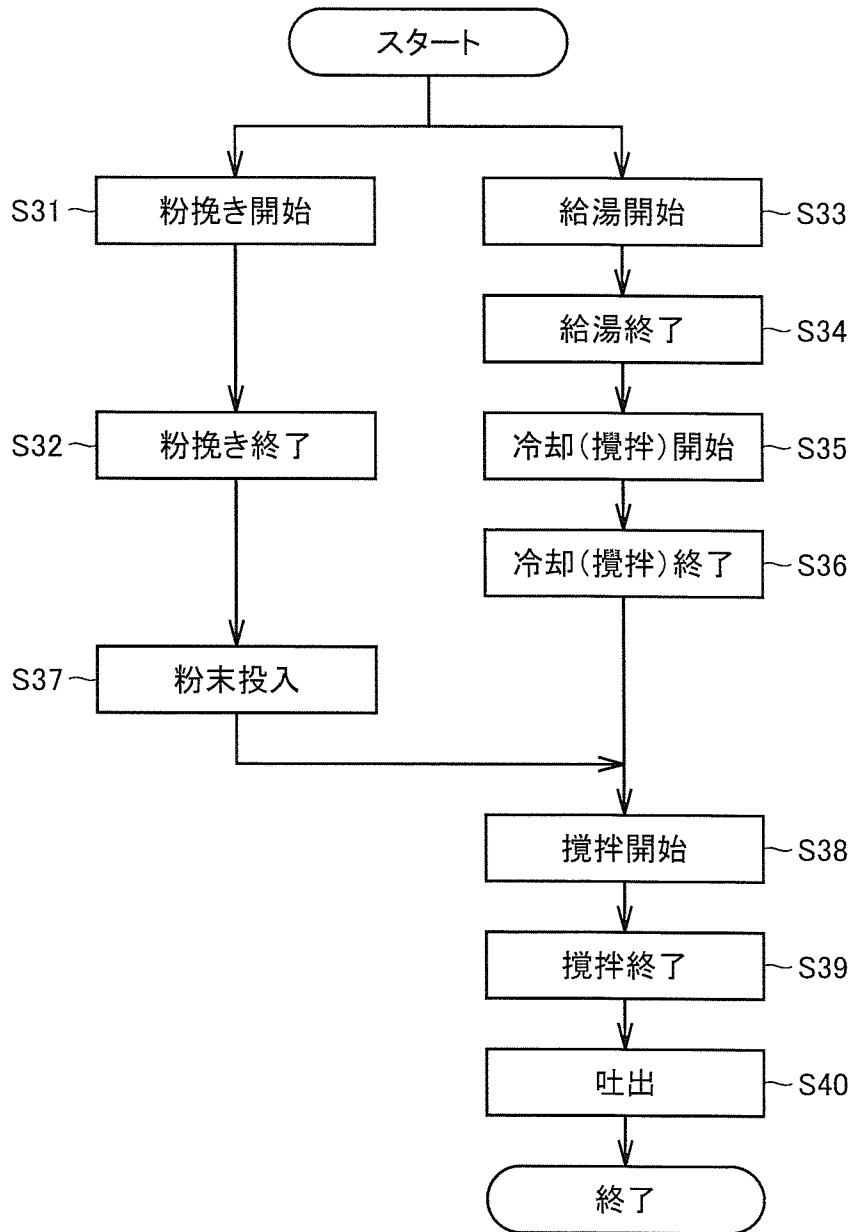 スタート
S31
粉挽き開始
給湯開始
S33
給湯終了
S34
S32
粉挽き終了
冷却(攪拌)開始
S35
冷却(攪拌)終了
S36
S37
粉末投入
攪拌開始
S38
攪拌終了
S39
吐出
S40
終了